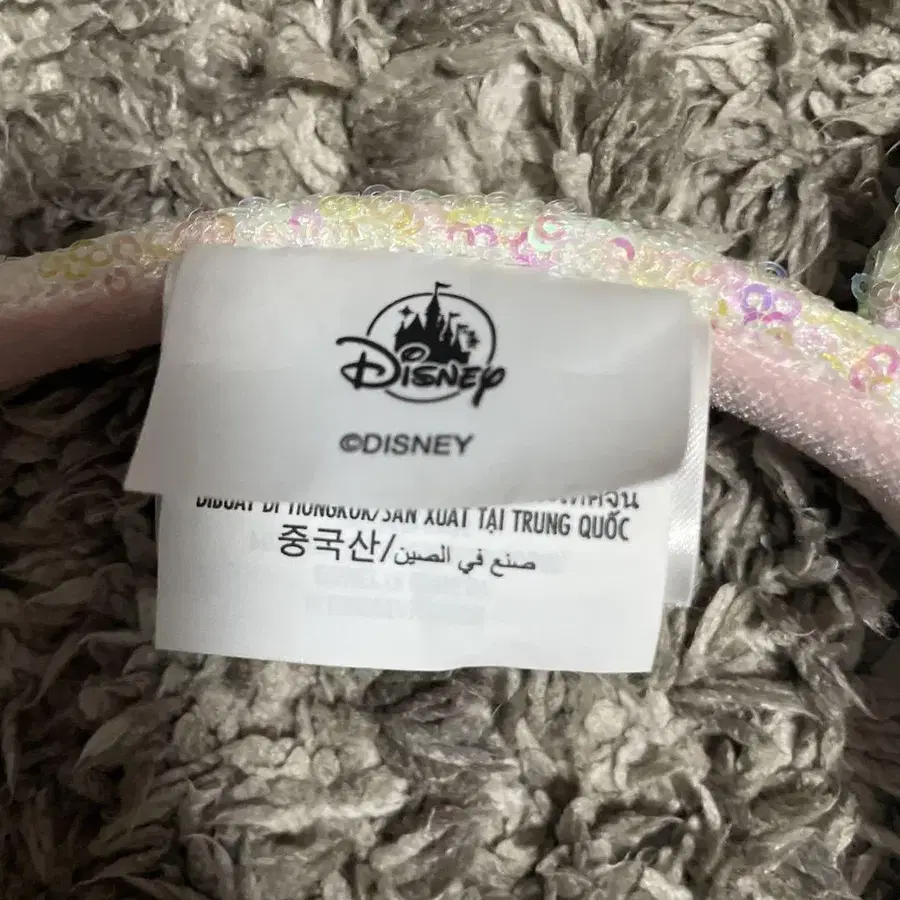 Disney
©DISNEY
DIBUAT DI TIONGKOK/SẢN XUẤT TẠI TRUNG QUỐC
중국산/صنع في الصين